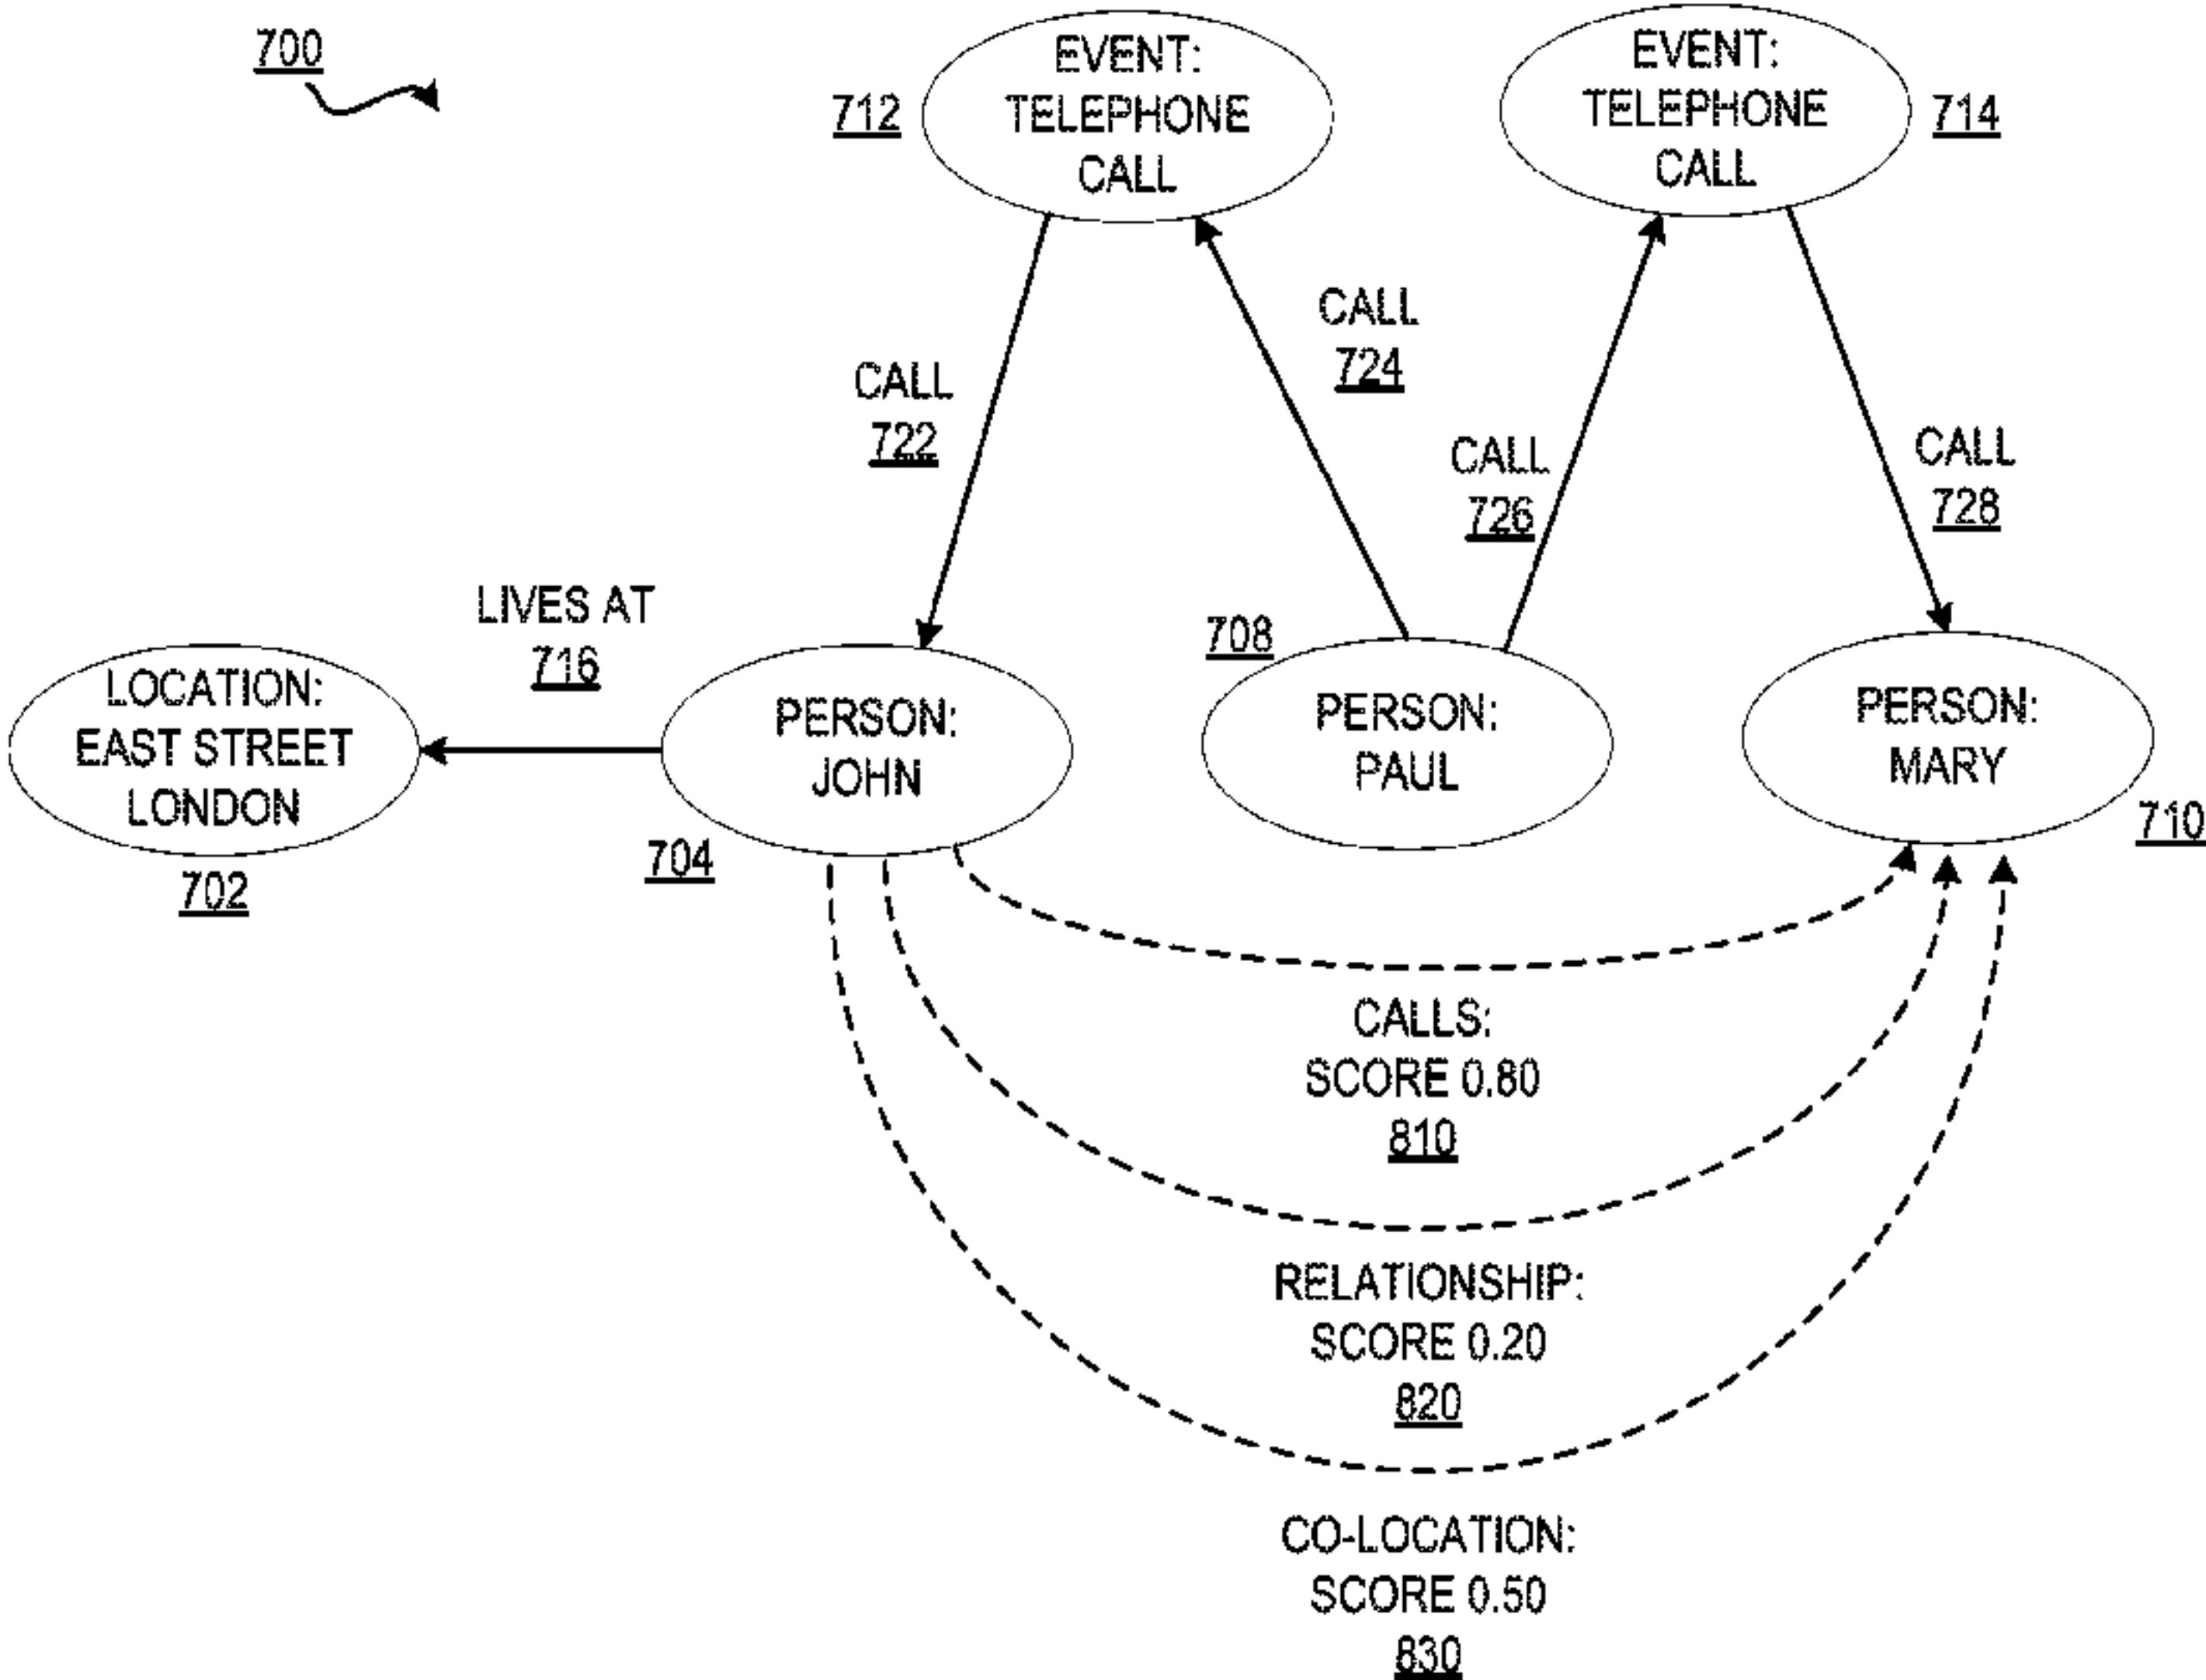 700
EVENT:
TELEPHONE
CALL
712
EVENT:
TELEPHONE
CALL
714
CALL
722
CALL
724
CALL
726
CALL
728
LIVES AT
716
LOCATION:
EAST STREET
LONDON
702
PERSON:
JOHN
704
708
PERSON:
PAUL
PERSON:
MARY
710
CALLS:
SCORE 0.80
810
RELATIONSHIP:
SCORE 0.20
820
CO-LOCATION:
SCORE 0.50
830